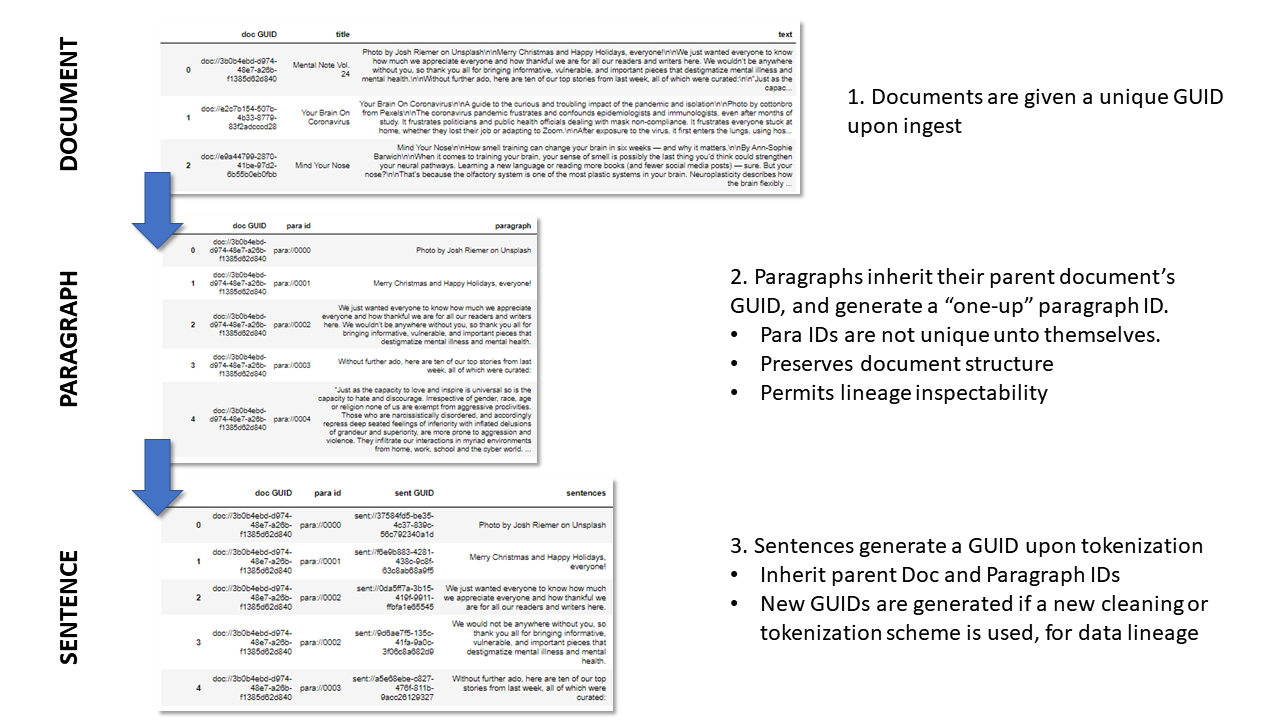 DOCUMENT
doc GUID title text
0 doc://3b0b4ebd-d974-48e7-a26b-f1385d62d840 Mental Note Vol. 24
Photo by Josh Riemer on Unsplash\n\nMerry Christmas and Happy Holidays, everyone!\n\nWe just wanted everyone to know
how much we appreciate everyone and how thankful we are for all our readers and writers here. We wouldn't be anywhere
without you, so thank you all for bringing informative, vulnerable, and important pieces that destigmatize mental illness and
mental health.\n\nWithout further ado, here are ten of our top stories from last week, all of which were curated:\n\n"Just as the
capac...
1 doc://e2c7b154-507b-4b33-8779-83f2adcccd28 Your Brain On Coronavirus
Your Brain On Coronavirus\n\nA guide to the curious and troubling impact of the pandemic and isolation\n\nPhoto by cottonbro
from Pexels\n\nThe coronavirus pandemic frustrates and confounds epidemiologists and immunologists, even after months of
study. It frustrates politicians and public health officials dealing with mask non-compliance. It frustrates everyone stuck at
home, whether they lost their job or adapting to Zoom.\n\nAfter exposure to the virus, it first enters the lungs, using hos...
2 doc://e9a44799-2870-41be-97d2-6b55b0eb0fbb Mind Your Nose
Mind Your Nose\n\nHow smell training can change your brain in six weeks — and why it matters.\n\nBy Ann-Sophie
Barwich\n\nWhen it comes to training your brain, your sense of smell is possibly the last thing you'd think could strengthen
your neural pathways. Learning a new language or reading more books (and fewer social media posts) — sure. But your
nose?\n\nThat's because the olfactory system is one of the most plastic systems in your brain. Neuroplasticity describes how
the brain flexibly ...
1. Documents are given a unique GUID
upon ingest
PARAGRAPH
doc GUID para id paragraph
0 doc://3b0b4ebd-d974-48e7-a26b-f1385d62d840 para://0000 Photo by Josh Riemer on Unsplash
1 doc://3b0b4ebd-d974-48e7-a26b-f1385d62d840 para://0001 Merry Christmas and Happy Holidays, everyone!
2 doc://3b0b4ebd-d974-48e7-a26b-f1385d62d840 para://0002
We just wanted everyone to know how much we appreciate
everyone and how thankful we are for all our readers and writers
here. We wouldn't be anywhere without you, so thank you all for
bringing informative, vulnerable, and important pieces that
destigmatize mental illness and mental health.
3 doc://3b0b4ebd-d974-48e7-a26b-f1385d62d840 para://0003
Without further ado, here are ten of our top stories from last
week, all of which were curated:
4 doc://3b0b4ebd-d974-48e7-a26b-f1385d62d840 para://0004
"Just as the capacity to love and inspire is universal so is the
capacity to hate and discourage. Irrespective of gender, race, age
or religion none of us are exempt from aggressive proclivities.
Those who are narcissistically disordered, and accordingly
repress deep seated feelings of inferiority with inflated delusions
of grandeur and superiority, are more prone to aggression and
violence. They infiltrate our interactions in myriad environments
from home, work, school and the cyber world. ...
2. Paragraphs inherit their parent document's
GUID, and generate a "one-up" paragraph ID.
• Para IDs are not unique unto themselves.
• Preserves document structure
• Permits lineage inspectability
SENTENCE
doc GUID para id sent GUID sentences
0 doc://3b0b4ebd-d974-48e7-a26b-f1385d62d840 para://0000 sent://37584fd5-be35-4c37-839c-56c792340a1d Photo by Josh Riemer on Unsplash
1 doc://3b0b4ebd-d974-48e7-a26b-f1385d62d840 para://0001 sent://f6e9b883-4281-438c-9c8f-63c8ab68a9f5
Merry Christmas and Happy Holidays,
everyone!
2 doc://3b0b4ebd-d974-48e7-a26b-f1385d62d840 para://0002 sent://0da5ff7a-3b15-419f-9911-ffbfa1e65545
We just wanted everyone to know how much
we appreciate everyone and how thankful we
are for all our readers and writers here.
3 doc://3b0b4ebd-d974-48e7-a26b-f1385d62d840 para://0002 sent://9d6ae7f5-135c-41fa-9a0c-3f06c8a682d9
We would not be anywhere without you, so
thank you all for bringing informative,
vulnerable, and important pieces that
destigmatize mental illness and mental
health.
4 doc://3b0b4ebd-d974-48e7-a26b-f1385d62d840 para://0003 sent://a5e68ebe-c827-476f-811b-9acc26129327
Without further ado, here are ten of our top
stories from last week, all of which were
curated:
3. Sentences generate a GUID upon tokenization
• Inherit parent Doc and Paragraph IDs
• New GUIDs are generated if a new cleaning or
tokenization scheme is used, for data lineage